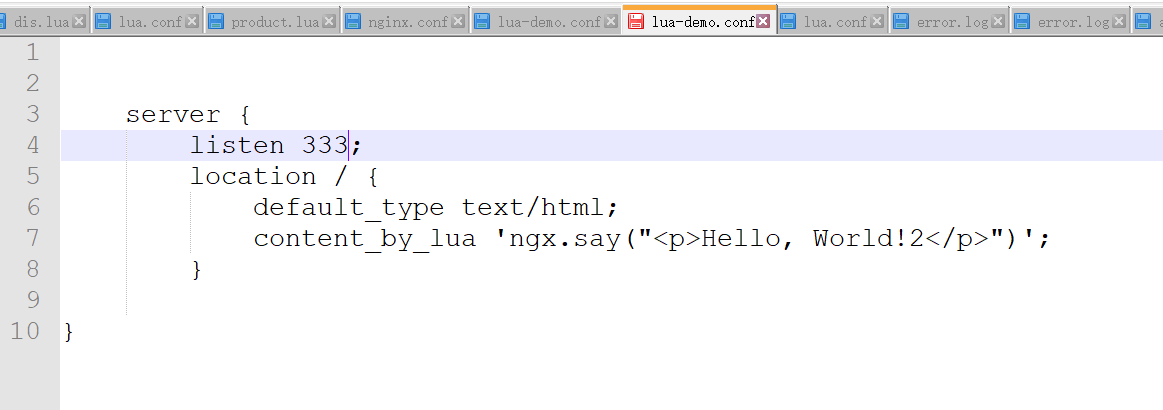 dis.lua lua.conf product.lua nginx.conf lua-demo.conf lua-demo.conf lua.conf error.log error.log
1
2
3 server {
4 listen 333;
5 location / {
6 default_type text/html;
7 content_by_lua 'ngx.say("<p>Hello, World!2</p>")';
8 }
9
10 }